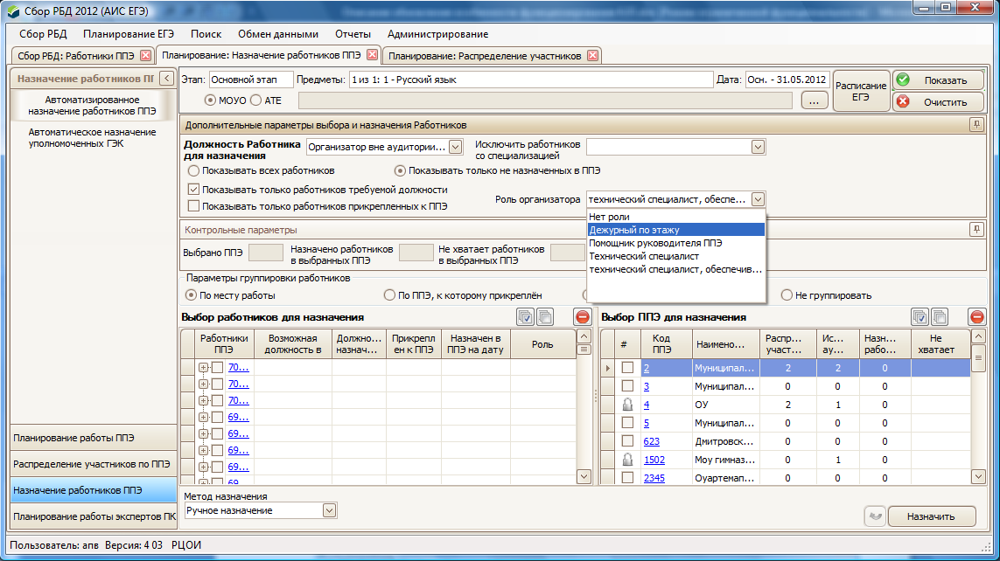 Сбор РБД 2012 (АИС ЕГЭ)
Сбор РБД Планирование ЕГЭ Поиск Обмен данными Отчеты Администрирование
Сбор РБД: Работники ППЭ Планирование: Назначение работников ППЭ Планирование: Распределение участников
Назначение работников ПГ <
Автоматизированное
назначение работников ППЭ
Автоматическое назначение
уполномоченных ГЭК
Планирование работы ППЭ
Распределение участников по ППЭ
Назначение работников ППЭ
Планирование работы экспертов ПК
Этап: Основной этап Предметы: 1 из 1: 1 - Русский язык Дата: Осн. - 31.05.2012
МОУО АТЕ ...
Расписание
ЕГЭ
Показать
Очистить
Дополнительные параметры выбора и назначения Работников
Должность Работника
для назначения
Организатор вне аудитории...
Исключить работников
со специализацией
Показывать всех работников Показывать только не назначенных в ППЭ
Показывать только работников требуемой должности
Показывать только работников прикрепленных к ППЭ
Роль организатора технический специалист, обеспе...
Нет роли
Дежурный по этажу
Помощник руководителя ППЭ
Технический специалист
технический специалист, обеспечив...
Контрольные параметры
Выбрано ППЭ
Назначено работников
в выбранных ППЭ
Не хватает работников
в выбранных ППЭ
Параметры группировки работников
По месту работы По ППЭ, к которому прикреплён Не группировать
Выбор работников для назначения
Работники
ППЭ
Возможная
должность в
Должно...
назнач...
Прикрепл
ен к ППЭ
Назначен в
ППЭ на дату
Роль
70...
70...
70...
69...
69...
69...
69...
69
Выбор ППЭ для назначения
#
Код
ППЭ
Наимено...
Распр...
участ...
Ис...
ау...
Назн...
рабо...
Не
хватает
2 Муниципал... 2 2 0
3 Муниципал... 0 0 0
4 ОУ 2 1 0
5 Муниципал... 0 0 0
623 Дмитровск... 0 0 0
1502 Моу гимназ... 0 1 0
2345 Оуартемап... 0 0 0
Метод назначения
Ручное назначение
Назначить
Пользователь: апв Версия: 4 03 РЦОИ